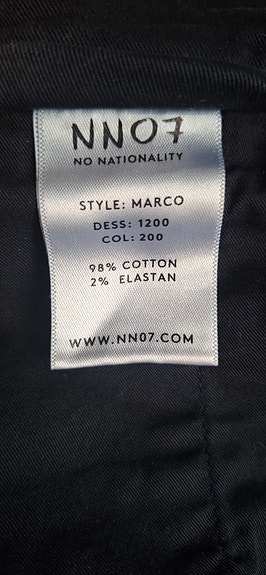 NN07
NO NATIONALITY
STYLE: MARCO
DESS: 1200
COL: 200
98% COTTON
2% ELASTAN
WWW.NN07.COM